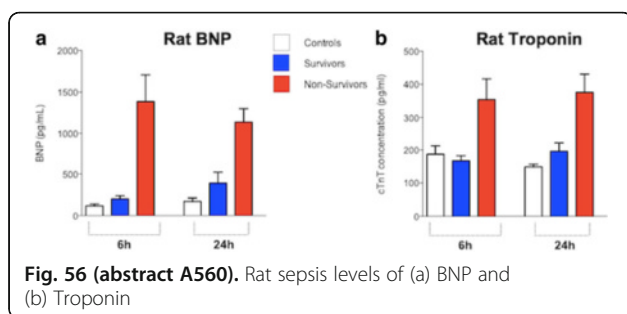 a
Rat BNP
2000
1500
1000
500
0
BNP (pg/mL)
6h
24h
Controls
Survivors
Non-Survivors
b
Rat Troponin
500
400
300
200
100
0
cTnT concentration (pg/ml)
6h
24h
Fig. 56 (abstract A560). Rat sepsis levels of (a) BNP and
(b) Troponin